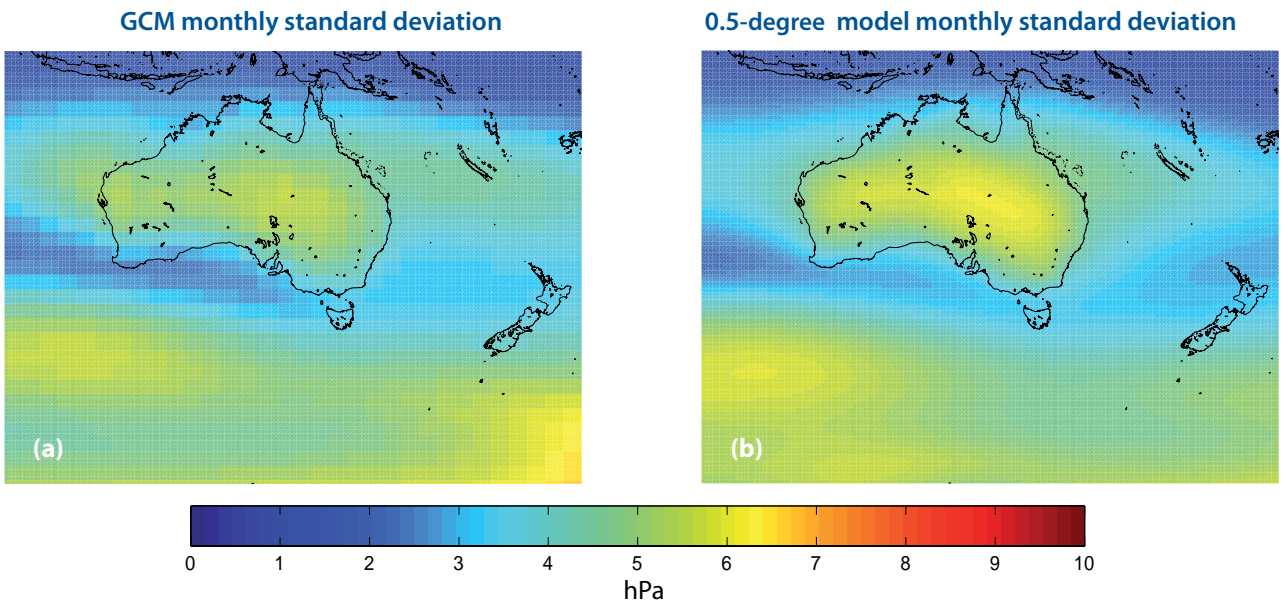 GCM monthly standard deviation
0.5-degree model monthly standard deviation
(a)
(b)
0 1 2 3 4 5 6 7 8 9 10
hPa